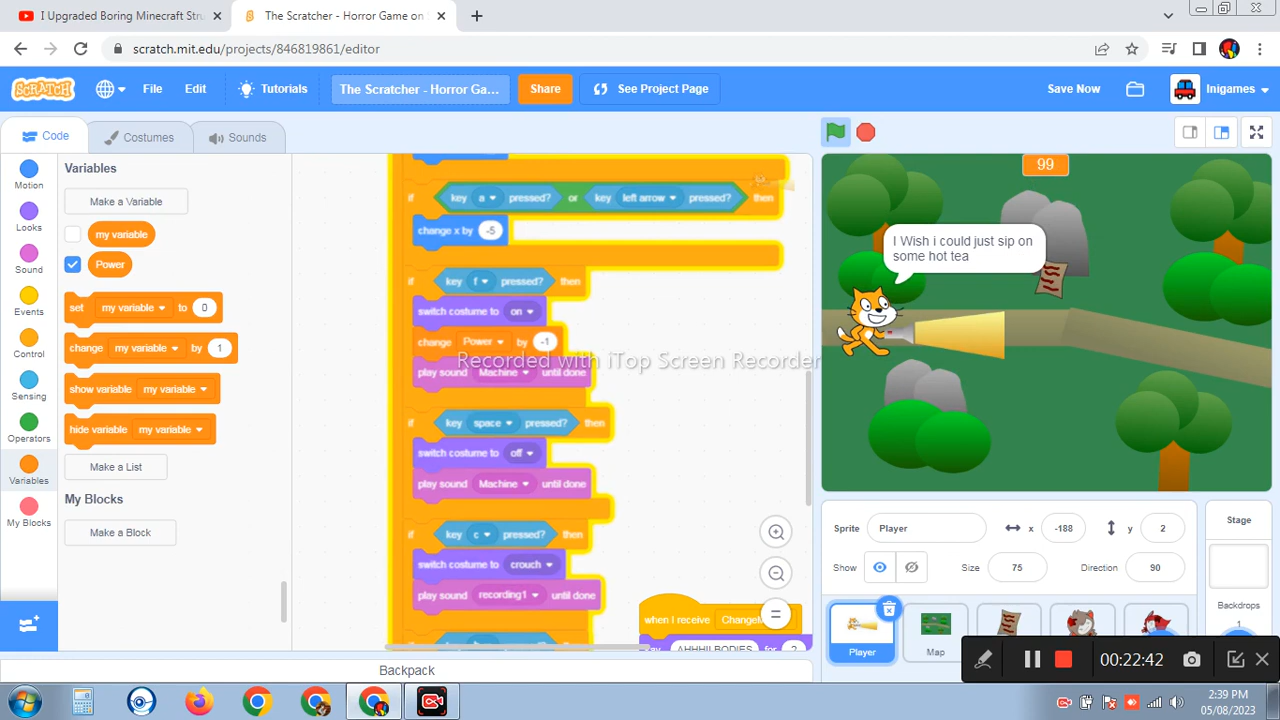 I Upgraded Boring Minecraft Stru
The Scratcher - Horror Game on S
scratch.mit.edu/projects/846819861/editor
SCRATCH File Edit Tutorials The Scratcher - Horror Ga... Share See Project Page Save Now Inigames
Code Costumes Sounds
Motion
Looks
Sound
Events
Control
Sensing
Operators
Variables
My Blocks
Variables
Make a Variable
my variable
Power
set my variable to 0
change my variable by 1
show variable my variable
hide variable my variable
Make a List
My Blocks
Make a Block
if key a pressed? or key left arrow pressed? then
change x by -5
if key f pressed? then
switch costume to on
change Power by -1
play sound Machine until done
if key space pressed? then
switch costume to off
play sound Machine until done
if key c pressed? then
switch costume to crouch
play sound recording1 until done
when I receive
for 2
Recorded with iTop Screen Recorder
99
I Wish i could just sip on
some hot tea
Sprite Player x -188 y 2
Show Size 75 Direction 90
Player
Map
Stage
Backdrops
1
Backpack
00:22:42
2:39 PM
05/08/2023